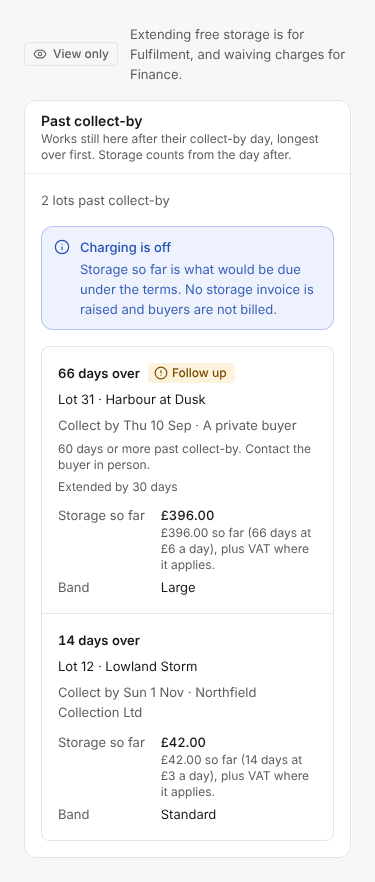 View only
Extending free storage is for
Fulfilment, and waiving charges for
Finance.
Past collect-by
Works still here after their collect-by day, longest
over first. Storage counts from the day after.
2 lots past collect-by
Charging is off
Storage so far is what would be due
under the terms. No storage invoice is
raised and buyers are not billed.
66 days over
Follow up
Lot 31 · Harbour at Dusk
Collect by Thu 10 Sep · A private buyer
60 days or more past collect-by. Contact the
buyer in person.
Extended by 30 days
Storage so far
£396.00
£396.00 so far (66 days at
£6 a day), plus VAT where
it applies.
Band
Large
14 days over
Lot 12 · Lowland Storm
Collect by Sun 1 Nov · Northfield
Collection Ltd
Storage so far
£42.00
£42.00 so far (14 days at
£3 a day), plus VAT where
it applies.
Band
Standard